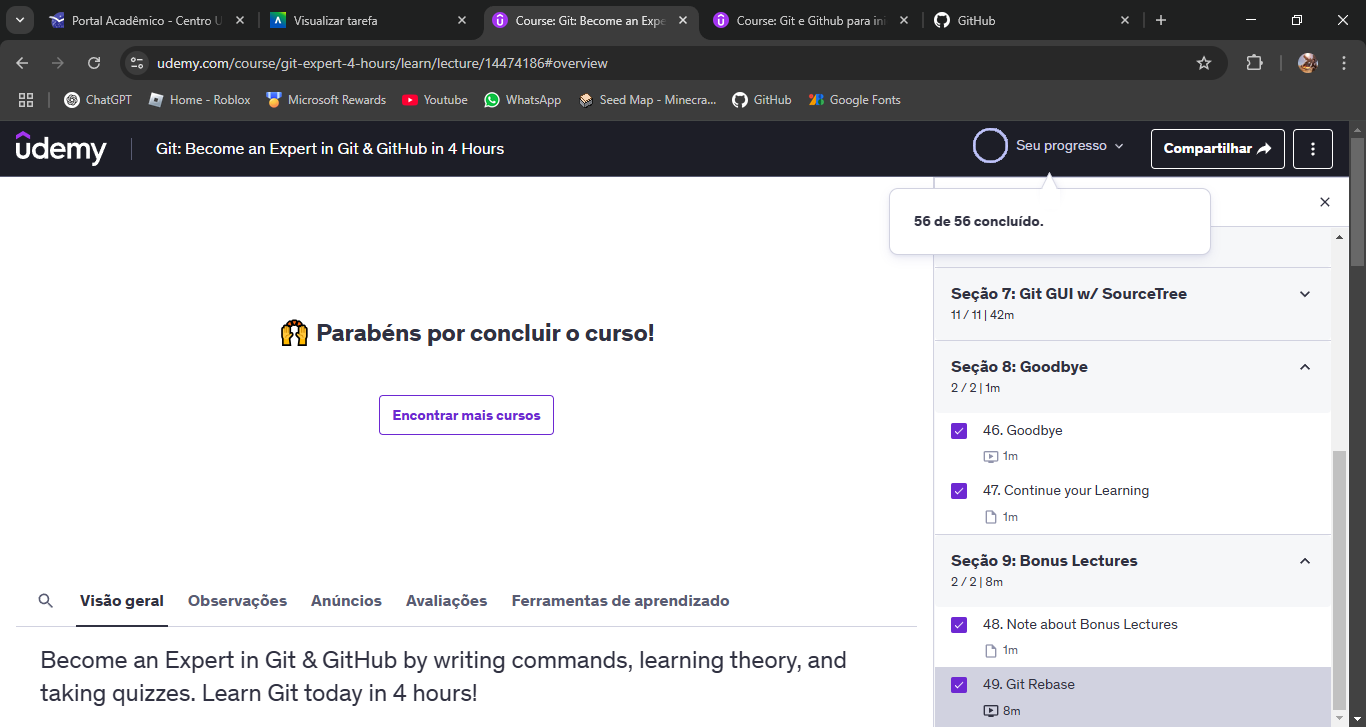 Portal Acadêmico - Centro U
Visualizar tarefa
Course: Git: Become an Expe
Course: Git e Github para ini
GitHub
udemy.com/course/git-expert-4-hours/learn/lecture/14474186#overview
ChatGPT
Home - Roblox
Microsoft Rewards
Youtube
WhatsApp
Seed Map - Minecra...
GitHub
Google Fonts
udemy
Git: Become an Expert in Git & GitHub in 4 Hours
Seu progresso
Compartilhar
56 de 56 concluído.
Parabéns por concluir o curso!
Encontrar mais cursos
Visão geral
Observações
Anúncios
Avaliações
Ferramentas de aprendizado
Become an Expert in Git & GitHub by writing commands, learning theory, and
taking quizzes. Learn Git today in 4 hours!
Seção 7: Git GUI w/ SourceTree
11 / 11 | 42m
Seção 8: Goodbye
2 / 2 | 1m
46. Goodbye
1m
47. Continue your Learning
1m
Seção 9: Bonus Lectures
2 / 2 | 8m
48. Note about Bonus Lectures
1m
49. Git Rebase
8m